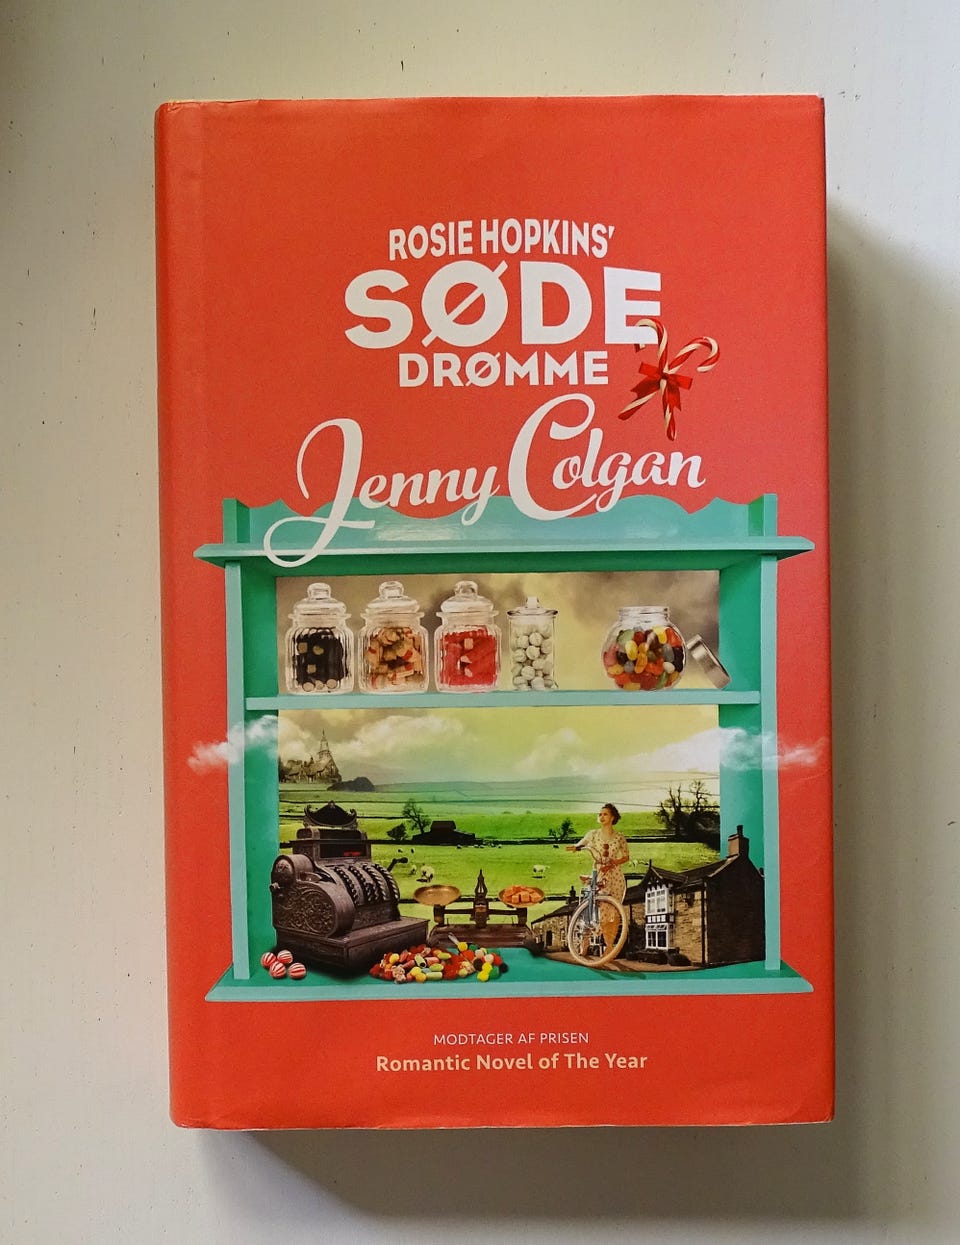 ROSIE HOPKINS'
SØDE
DRØMME
Jenny Colgan
MODTAGER AF PRISEN
Romantic Novel of The Year